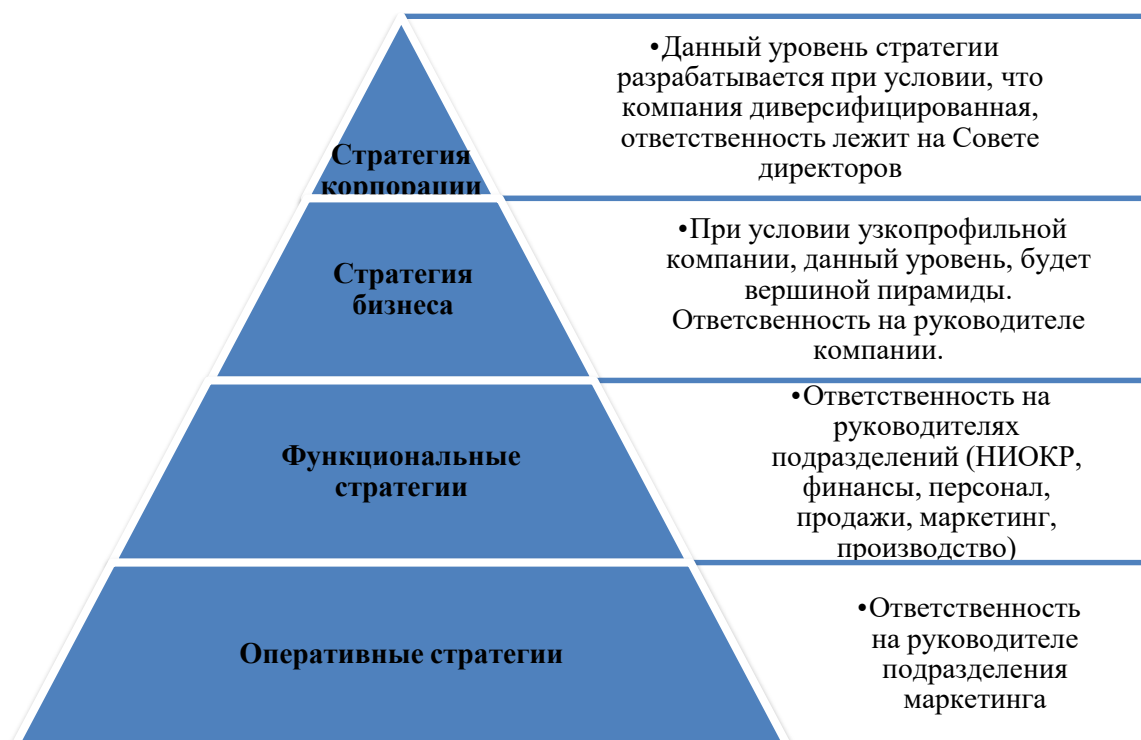 •Данный уровень стратегии
разрабатывается при условии, что
компания диверсифицированная,
ответственность лежит на Совете
директоров
Стратегия
корпорации
•При условии узкопрофильной
компании, данный уровень, будет
вершиной пирамиды.
Ответсвенность на руководителе
компании.
Стратегия
бизнеса
•Ответственность на
руководителях
подразделений (НИОКР,
финансы, персонал,
продажи, маркетинг,
производство)
Функциональные
стратегии
•Ответственность
на руководителе
подразделения
маркетинга
Оперативные стратегии